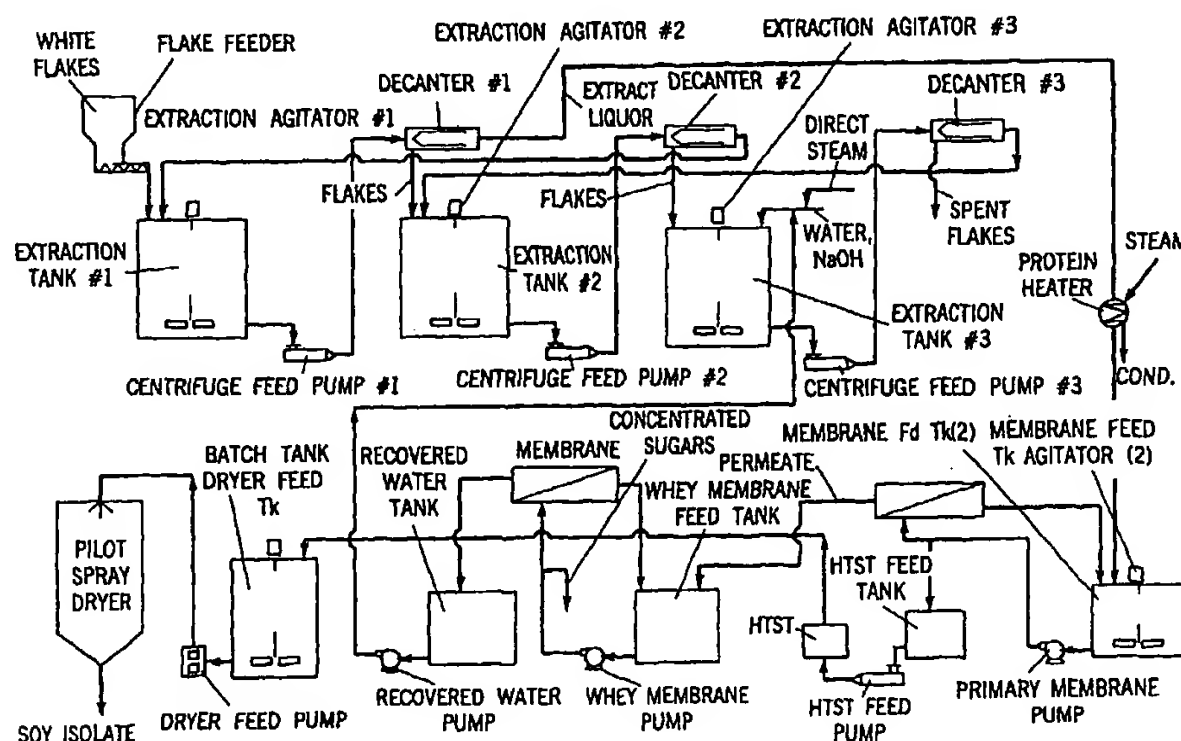 WHITE
FLAKES
FLAKE FEEDER
EXTRACTION AGITATOR #2
EXTRACTION AGITATOR #3
DECANTER #1
EXTRACT
LIQUOR
DECANTER #2
DECANTER #3
EXTRACTION AGITATOR #1
DIRECT
STEAM
FLAKES
FLAKES
SPENT
FLAKES
WATER,
NaOH
STEAM
EXTRACTION
TANK #1
EXTRACTION
TANK #2
EXTRACTION
TANK #3
PROTEIN
HEATER
COND.
CENTRIFUGE FEED PUMP #1
CENTRIFUGE FEED PUMP #2
CENTRIFUGE FEED PUMP #3
BATCH TANK
DRYER FEED
Tk
RECOVERED
WATER
TANK
MEMBRANE
CONCENTRATED
SUGARS
PERMEATE
WHEY MEMBRANE
FEED TANK
MEMBRANE Fd Tk(2)
MEMBRANE FEED
Tk AGITATOR (2)
PILOT
SPRAY
DRYER
HTST FEED
TANK
HTST
SOY ISOLATE
DRYER FEED PUMP
RECOVERED WATER
PUMP
WHEY MEMBRANE
PUMP
HTST FEED
PUMP
PRIMARY MEMBRANE
PUMP